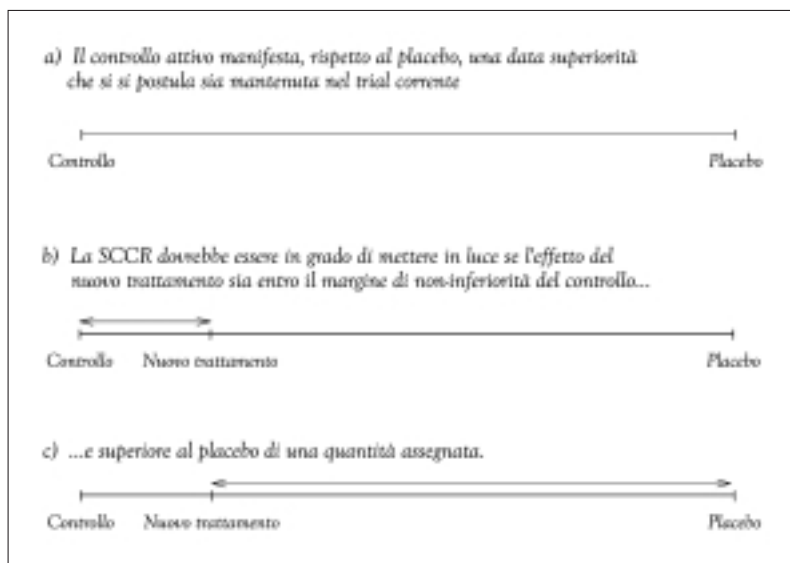 a) Il controllo attivo manifesta, rispetto al placebo, una data superiorità
che si si postula sia mantenuta nel trial corrente
Controllo Placebo
b) La SCCR dovrebbe essere in grado di mettere in luce se l'effetto del
nuovo trattamento sia entro il margine di non-inferiorità del controllo...
Controllo Nuovo trattamento Placebo
c) ...e superiore al placebo di una quantità assegnata.
Controllo Nuovo trattamento Placebo